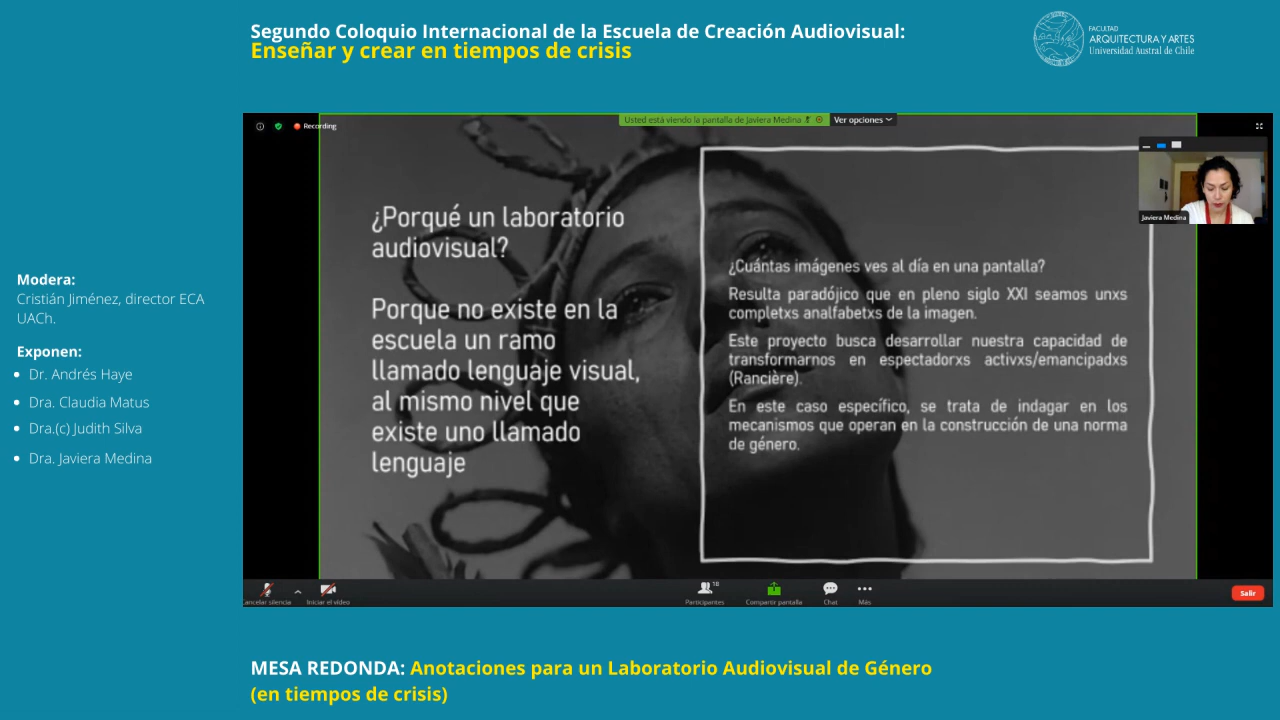 Segundo Coloquio Internacional de la Escuela de Creación Audiovisual:
Enseñar y crear en tiempos de crisis
FACULTAD
ARQUITECTURA Y ARTES
Universidad Austral de Chile
Modera:
Cristián Jiménez, director ECA
UACh.
Exponen:
Dr. Andrés Haye
Dra. Claudia Matus
Dra.(c) Judith Silva
Dra. Javiera Medina
Recording
Usted está viendo la pantalla de Javiera Medina
Ver opciones
Javiera Medina
¿Porqué un laboratorio
audiovisual?
Porque no existe en la
escuela un ramo
llamado lenguaje visual,
al mismo nivel que
existe uno llamado
lenguaje
¿Cuántas imágenes ves al día en una pantalla?
Resulta paradójico que en pleno siglo XXI seamos unxs
completxs analfabetxs de la imagen.
Este proyecto busca desarrollar nuestra capacidad de
transformarnos en espectadorxs activxs/emancipadxs
(Rancière).
En este caso específico, se trata de indagar en los
mecanismos que operan en la construcción de una norma
de género.
ancelar silencia
Iniciar el video
18
Participantes
Compartir pantalla
Chat
Más
Salir
MESA REDONDA: Anotaciones para un Laboratorio Audiovisual de Género
(en tiempos de crisis)